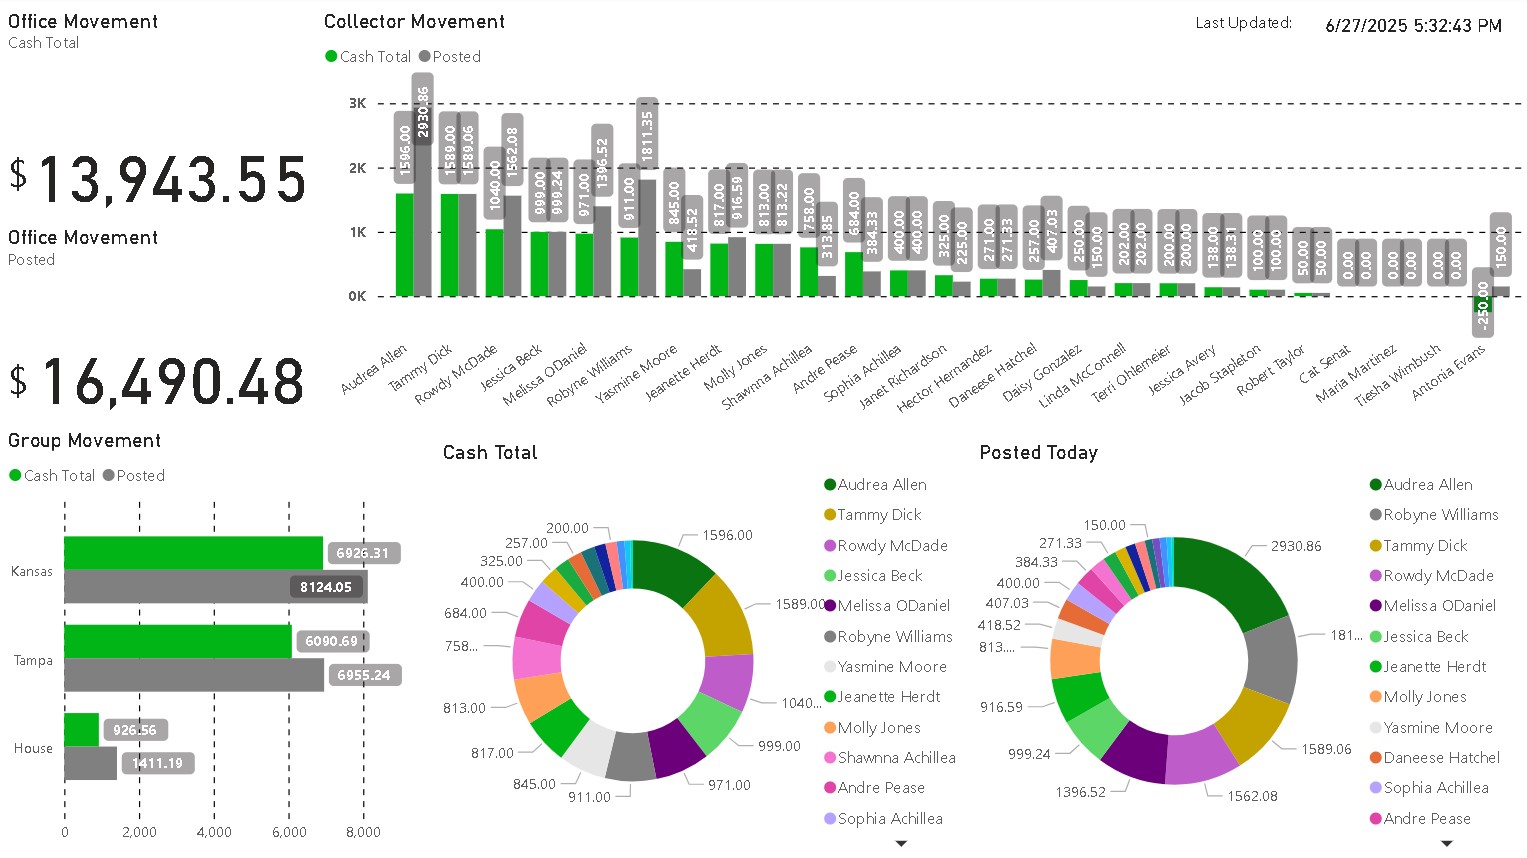 Office Movement
Cash Total
$ 13,943.55
Office Movement
Posted
$ 16,490.48
Collector Movement
Last Updated: 6/27/2025 5:32:43 PM
Cash Total Posted
3K
2K
1K
0K
1596.00 2930.86
1589.00 1589.06
1040.00 1562.08
999.00 999.24
971.00 1396.52
911.00 1811.35
845.00 418.52
817.00 916.59
813.00 813.22
758.00 313.85
684.00 384.33
400.00 400.00
325.00 225.00
271.00 271.33
257.00 407.03
250.00 150.00
202.00 202.00
200.00 200.00
138.00 138.31
100.00 100.00
50.00 50.00
0.00 0.00
0.00 0.00
0.00 0.00
-250.00 150.00
Audrea Allen
Tammy Dick
Rowdy McDade
Jessica Beck
Melissa ODaniel
Robyne Williams
Yasmine Moore
Jeanette Herdt
Molly Jones
Shawnna Achillea
Andre Pease
Sophia Achillea
Janet Richardson
Hector Hernandez
Daneese Hatchel
Daisy Gonzalez
Linda McConnell
Terri Ohlemeier
Jessica Avery
Jacob Stapleton
Robert Taylor
Cat Senat
Maria Martinez
Tiesha Wimbush
Antonia Evans
Group Movement
Cash Total Posted
Kansas
6926.31
8124.05
Tampa
6090.69
6955.24
House
926.56
1411.19
0 2,000 4,000 6,000 8,000
Cash Total
1596.00
1589.00
1040...
999.00
971.00
911.00
845.00
817.00
813.00
758...
684.00
400.00
325.00
257.00
200.00
Audrea Allen
Tammy Dick
Rowdy McDade
Jessica Beck
Melissa ODaniel
Robyne Williams
Yasmine Moore
Jeanette Herdt
Molly Jones
Shawnna Achillea
Andre Pease
Sophia Achillea
Posted Today
2930.86
181...
1589.06
1562.08
1396.52
999.24
916.59
813....
418.52
407.03
400.00
384.33
271.33
150.00
Audrea Allen
Robyne Williams
Tammy Dick
Rowdy McDade
Melissa ODaniel
Jessica Beck
Jeanette Herdt
Molly Jones
Yasmine Moore
Daneese Hatchel
Sophia Achillea
Andre Pease